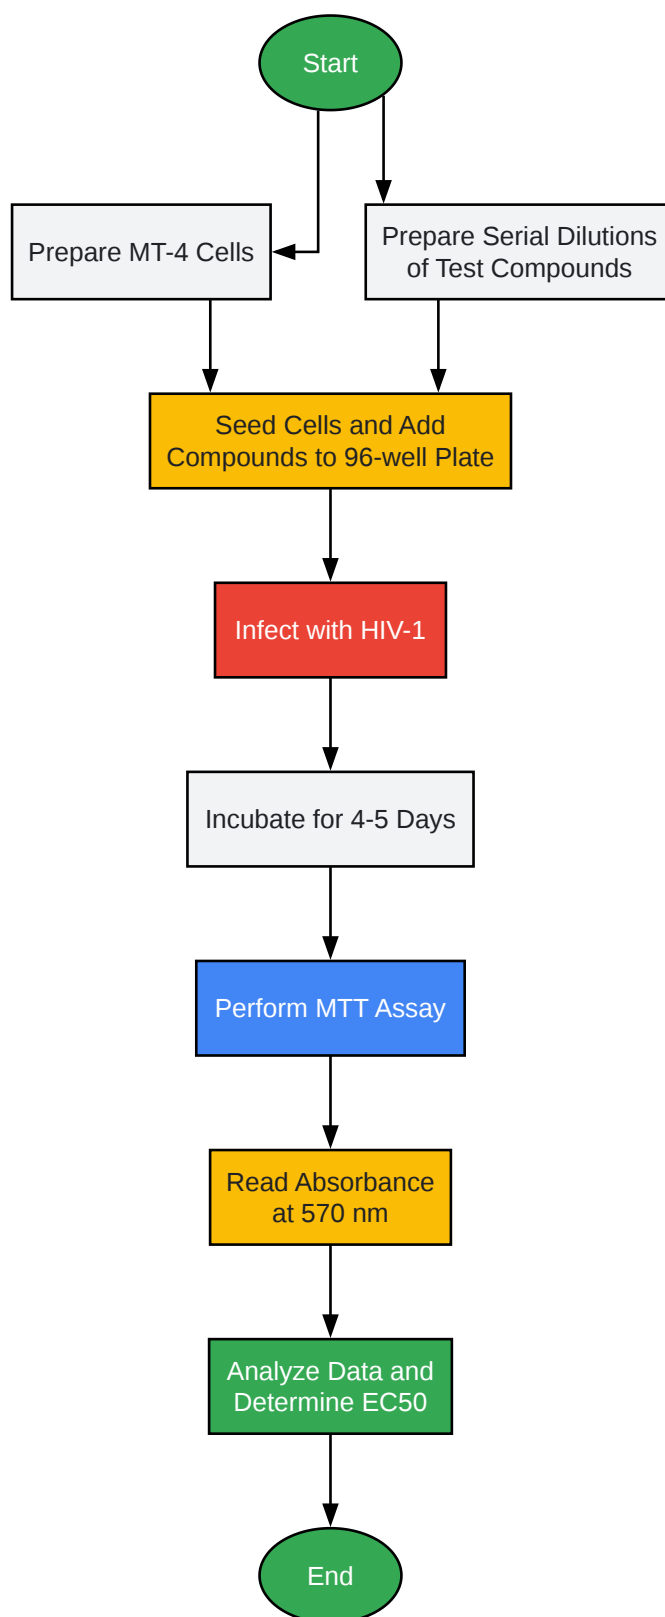 Start
Prepare MT-4 Cells
Prepare Serial Dilutions
of Test Compounds
Seed Cells and Add
Compounds to 96-well Plate
Infect with HIV-1
Incubate for 4-5 Days
Perform MTT Assay
Read Absorbance
at 570 nm
Analyze Data and
Determine EC50
End